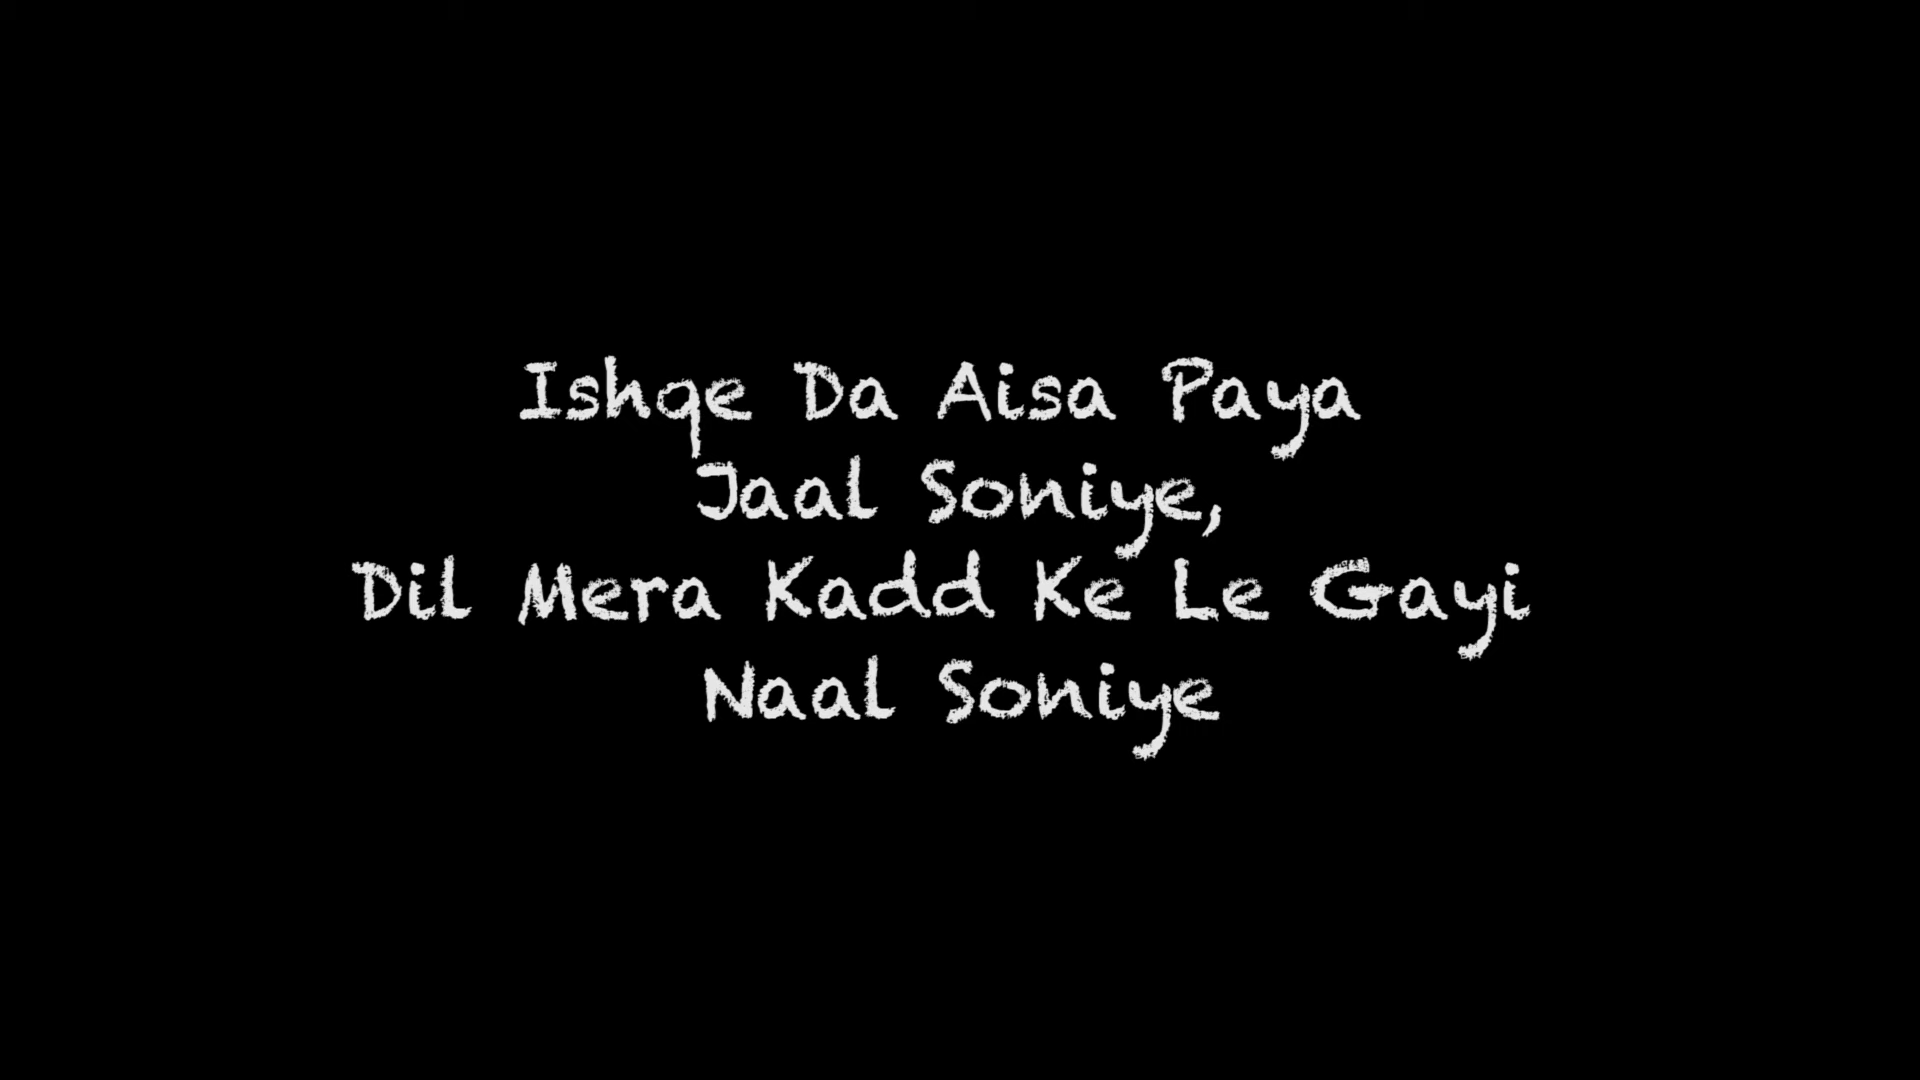 Ishqe Da Aisa Paya
Jaal Soniye,
Dil Mera Kadd Ke Le Gayi
Naal Soniye